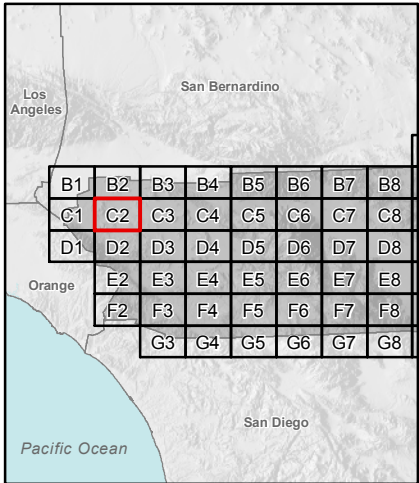 San Bernardino
Los
Angeles
B1 B2 B3 B4 B5 B6 B7 B8
C1 C2 C3 C4 C5 C6 C7 C8
D1 D2 D3 D4 D5 D6 D7 D8
E2 E3 E4 E5 E6 E7 E8
Orange
F2 F3 F4 F5 F6 F7 F8
G3 G4 G5 G6 G7 G8
San Diego
Pacific Ocean